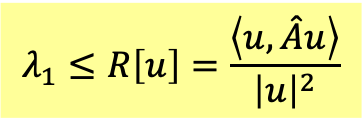 λ₁ ≤ R[u] = ⟨u, Âu⟩ / |u|²